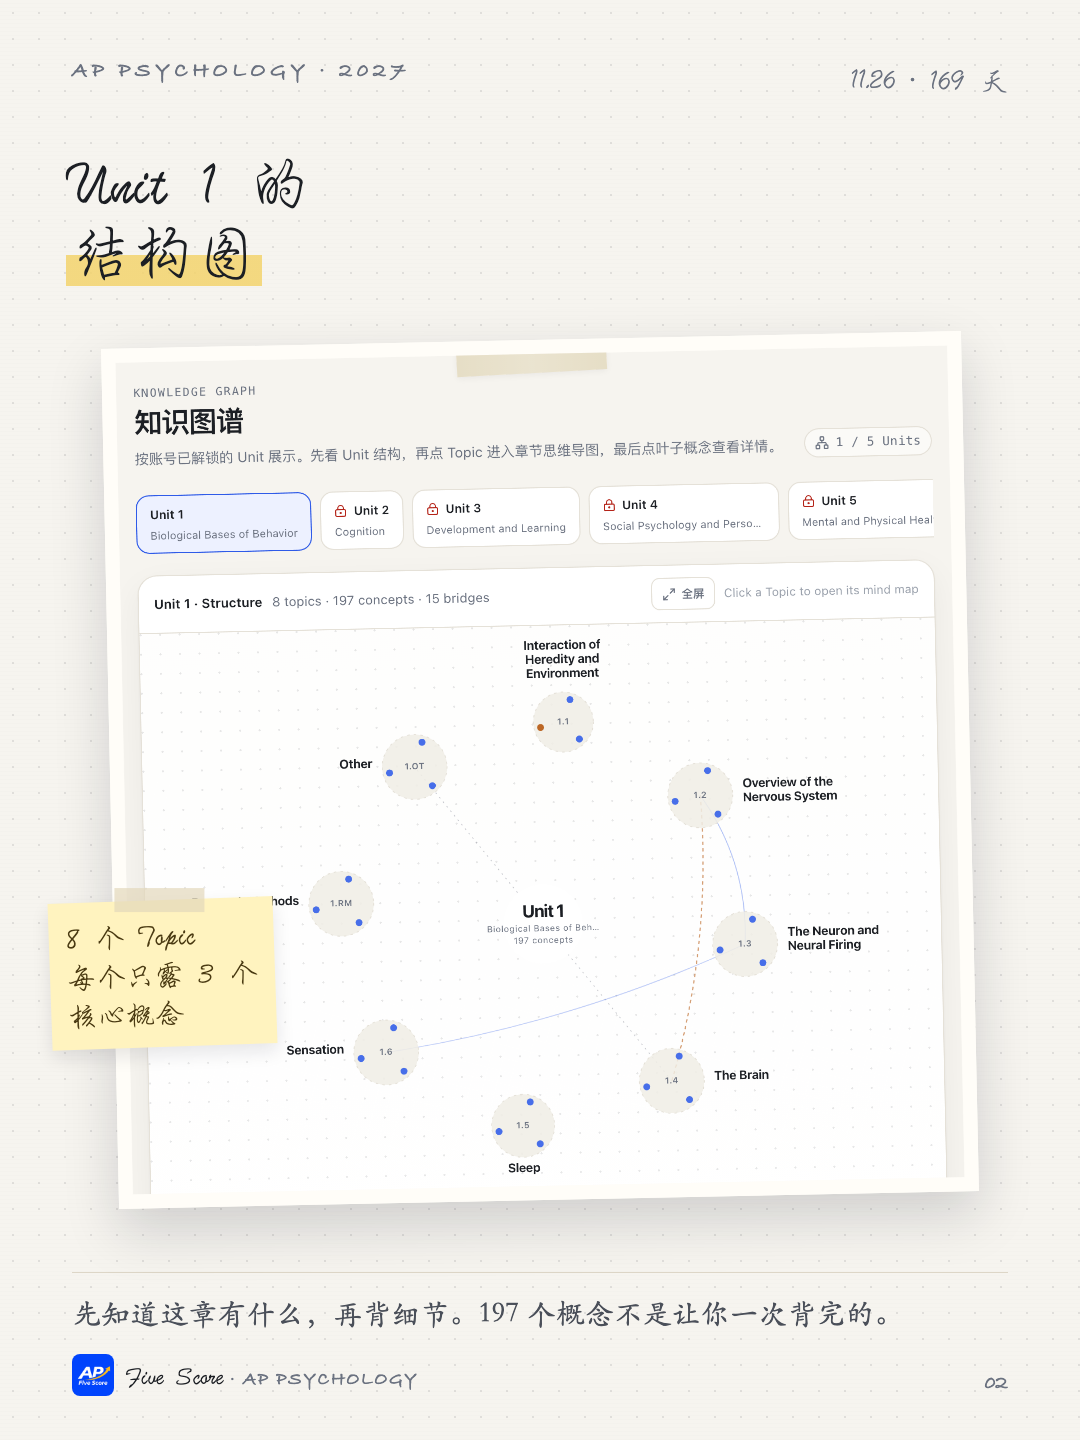 AP PSYCHOLOGY · 2027
11.26 · 169 天
Unit 1 的
结构图
KNOWLEDGE GRAPH
知识图谱
按账号已解锁的 Unit 展示。先看 Unit 结构，再点 Topic 进入章节思维导图，最后点叶子概念查看详情。
1 / 5 Units
Unit 1
Biological Bases of Behavior
Unit 2
Cognition
Unit 3
Development and Learning
Unit 4
Social Psychology and Perso...
Unit 5
Mental and Physical Heal
Unit 1 · Structure 8 topics · 197 concepts · 15 bridges
全屏
Click a Topic to open its mind map
Interaction of
Heredity and
Environment
1.1
Other
1.OT
1.2
Overview of the
Nervous System
hods
1.RM
Unit 1
Biological Bases of Beh...
197 concepts
1.3
The Neuron and
Neural Firing
8 个 Topic
每个只露 3 个
核心概念
Sensation
1.6
1.4
The Brain
1.5
Sleep
先知道这章有什么，再背细节。197 个概念不是让你一次背完的。
AP
Five Score
Five Score · AP PSYCHOLOGY
02